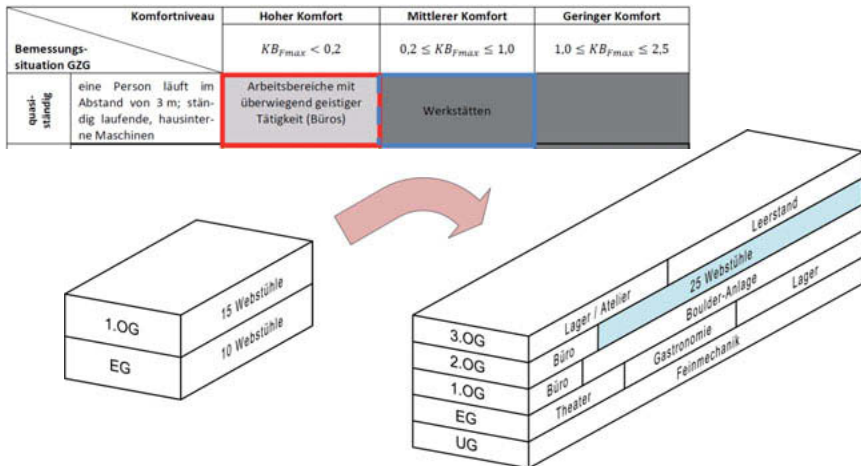 Komfortniveau
Hoher Komfort
Mittlerer Komfort
Geringer Komfort
Bemessungs-
situation GZG
KB_Fmax < 0,2
0,2 ≤ KB_Fmax ≤ 1,0
1,0 ≤ KB_Fmax ≤ 2,5
quasi-
ständig
eine Person läuft im
Abstand von 3 m; stän-
dig laufende, hausinter-
ne Maschinen
Arbeitsbereiche mit
überwiegend geistiger
Tätigkeit (Büros)
Werkstätten
1.OG
15 Webstühle
EG
10 Webstühle
3.OG
Lager / Atelier
Leerstand
2.OG
Büro
25 Webstühle
1.OG
Büro
Boulder-Anlage
EG
Theater
Gastronomie
Lager
UG
Feinmechanik